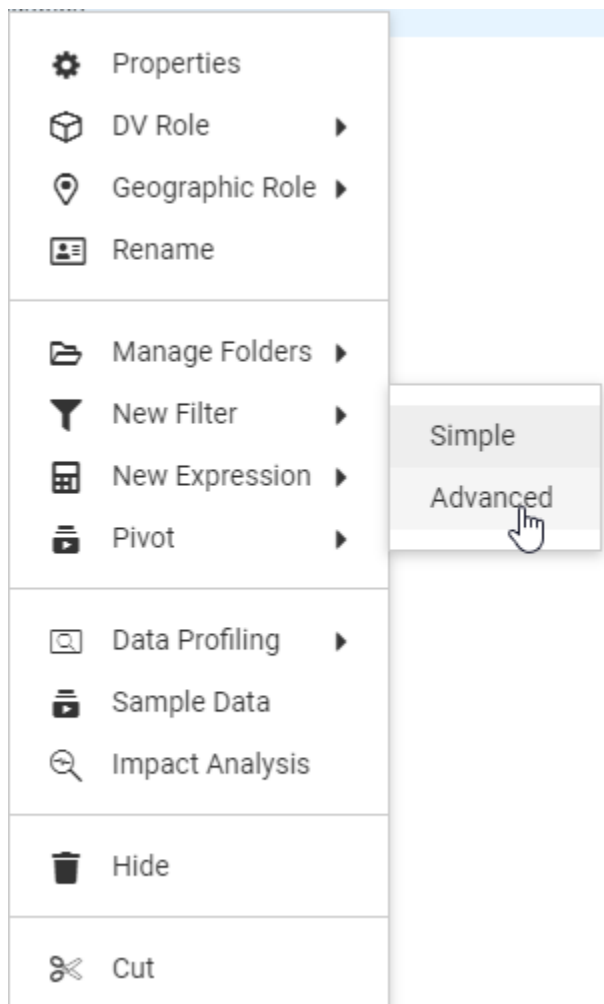 Properties
DV Role
Geographic Role
Rename
Manage Folders
New Filter
New Expression
Pivot
Simple
Advanced
Data Profiling
Sample Data
Impact Analysis
Hide
Cut